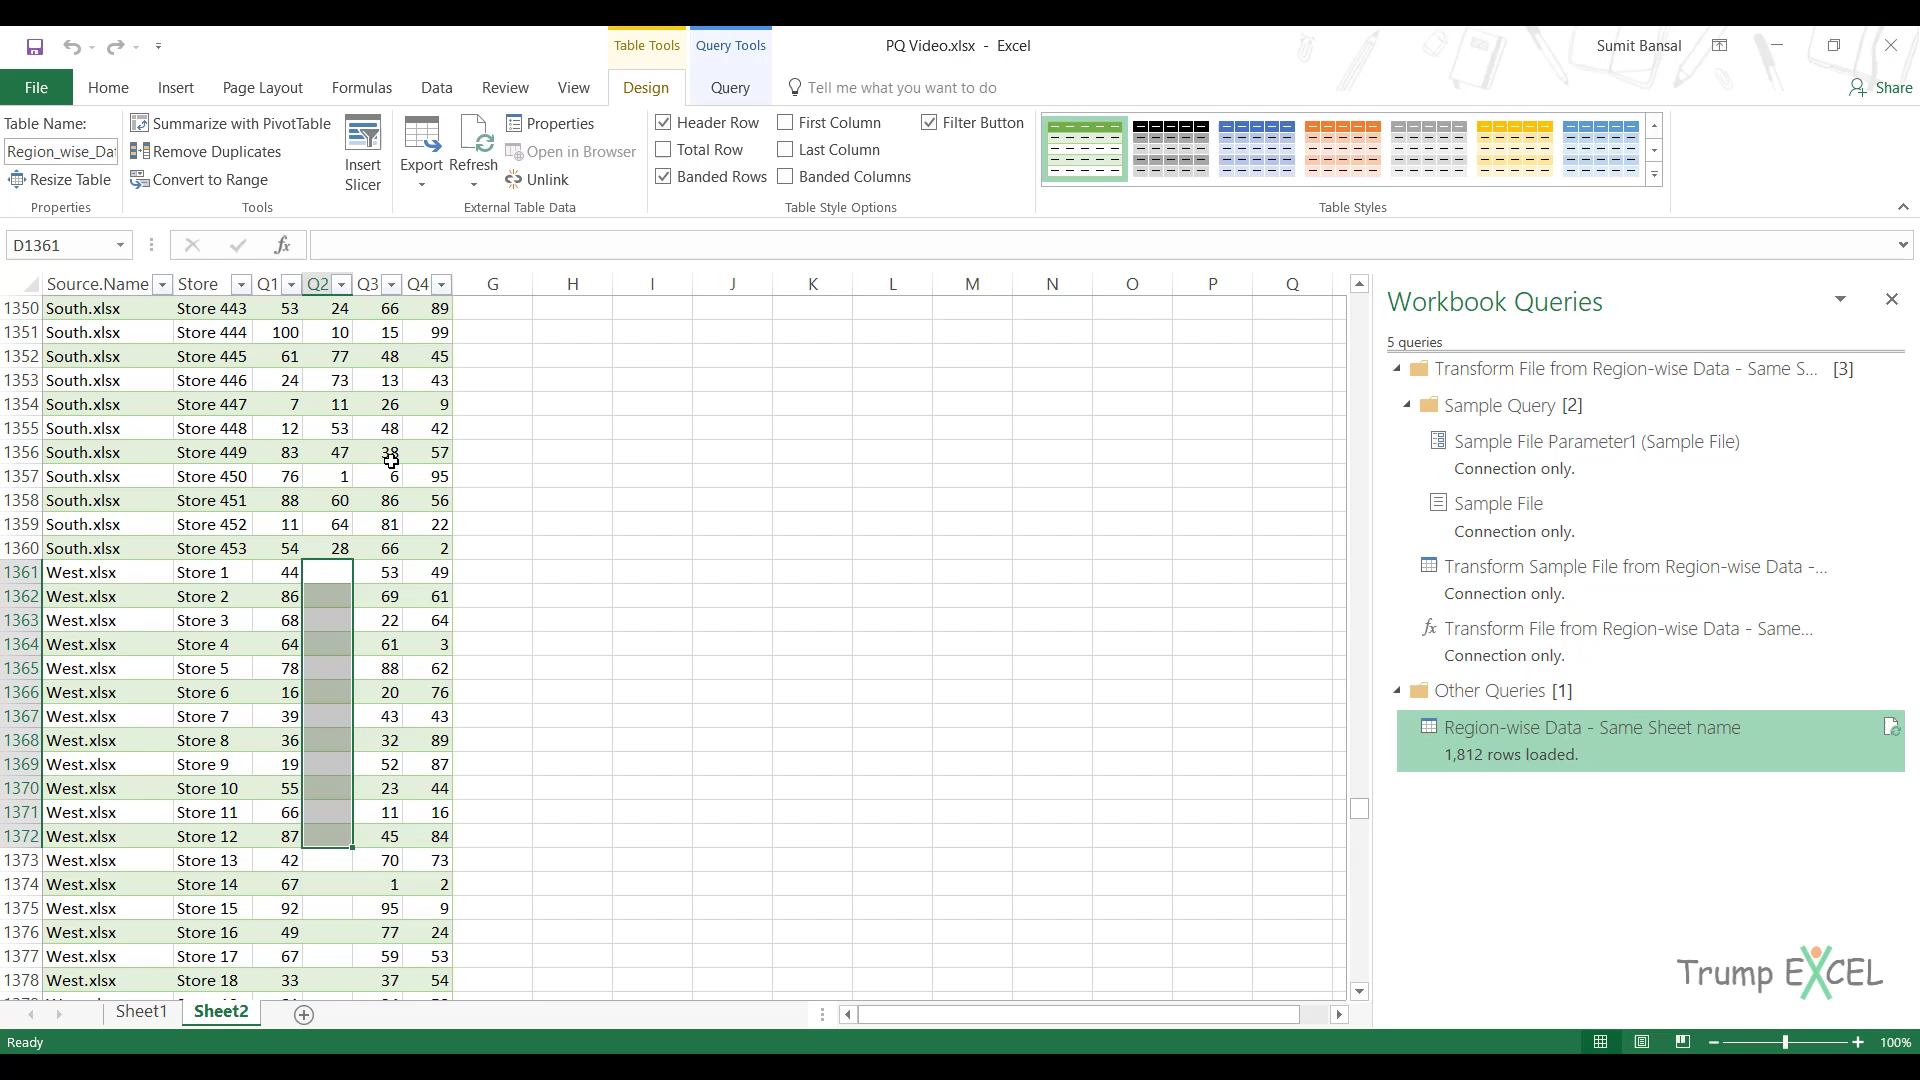 Table Tools
Query Tools
PQ Video.xlsx - Excel
Sumit Bansal
File
Home
Insert
Page Layout
Formulas
Data
Review
View
Design
Query
Tell me what you want to do
Share
Table Name:
Region_wise_Dat
Resize Table
Properties
Summarize with PivotTable
Remove Duplicates
Convert to Range
Tools
Insert
Slicer
Export
Refresh
Properties
Open in Browser
Unlink
External Table Data
Header Row
Total Row
Banded Rows
First Column
Last Column
Banded Columns
Filter Button
Table Style Options
Table Styles
D1361
fx
Source.Name Store Q1 Q2 Q3 Q4 G H I J K L M N O P Q
1350 South.xlsx Store 443 53 24 66 89
1351 South.xlsx Store 444 100 10 15 99
1352 South.xlsx Store 445 61 77 48 45
1353 South.xlsx Store 446 24 73 13 43
1354 South.xlsx Store 447 7 11 26 9
1355 South.xlsx Store 448 12 53 48 42
1356 South.xlsx Store 449 83 47 38 57
1357 South.xlsx Store 450 76 1 6 95
1358 South.xlsx Store 451 88 60 86 56
1359 South.xlsx Store 452 11 64 81 22
1360 South.xlsx Store 453 54 28 66 2
1361 West.xlsx Store 1 44 53 49
1362 West.xlsx Store 2 86 69 61
1363 West.xlsx Store 3 68 22 64
1364 West.xlsx Store 4 64 61 3
1365 West.xlsx Store 5 78 88 62
1366 West.xlsx Store 6 16 20 76
1367 West.xlsx Store 7 39 43 43
1368 West.xlsx Store 8 36 32 89
1369 West.xlsx Store 9 19 52 87
1370 West.xlsx Store 10 55 23 44
1371 West.xlsx Store 11 66 11 16
1372 West.xlsx Store 12 87 45 84
1373 West.xlsx Store 13 42 70 73
1374 West.xlsx Store 14 67 1 2
1375 West.xlsx Store 15 92 95 9
1376 West.xlsx Store 16 49 77 24
1377 West.xlsx Store 17 67 59 53
1378 West.xlsx Store 18 33 37 54
Sheet1
Sheet2
Ready
100%
Workbook Queries
5 queries
Transform File from Region-wise Data - Same S... [3]
Sample Query [2]
Sample File Parameter1 (Sample File)
Connection only.
Sample File
Connection only.
Transform Sample File from Region-wise Data -...
Connection only.
fx Transform File from Region-wise Data - Same...
Connection only.
Other Queries [1]
Region-wise Data - Same Sheet name
1,812 rows loaded.
Trump EXCEL